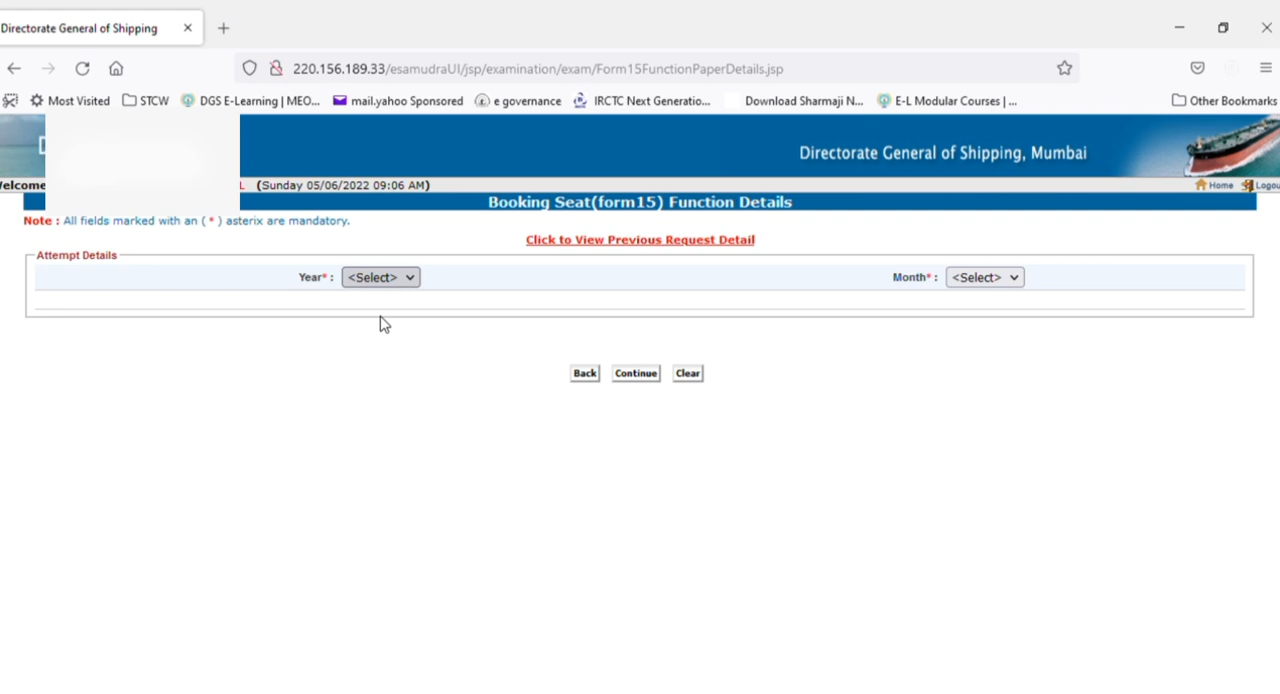 Directorate General of Shipping
220.156.189.33/esamudraUI/jsp/examination/exam/Form15FunctionPaperDetails.jsp
Most Visited STCW DGS E-Learning | MEO... mail.yahoo Sponsored e governance IRCTC Next Generatio... Download Sharmaji N... E-L Modular Courses | ... Other Bookmarks
Directorate General of Shipping, Mumbai
elcome L (Sunday 05/06/2022 09:06 AM) Home Logou
Booking Seat(form15) Function Details
Note : All fields marked with an ( * ) asterix are mandatory.
Click to View Previous Request Detail
Attempt Details
Year* : <Select> Month* : <Select>
Back Continue Clear